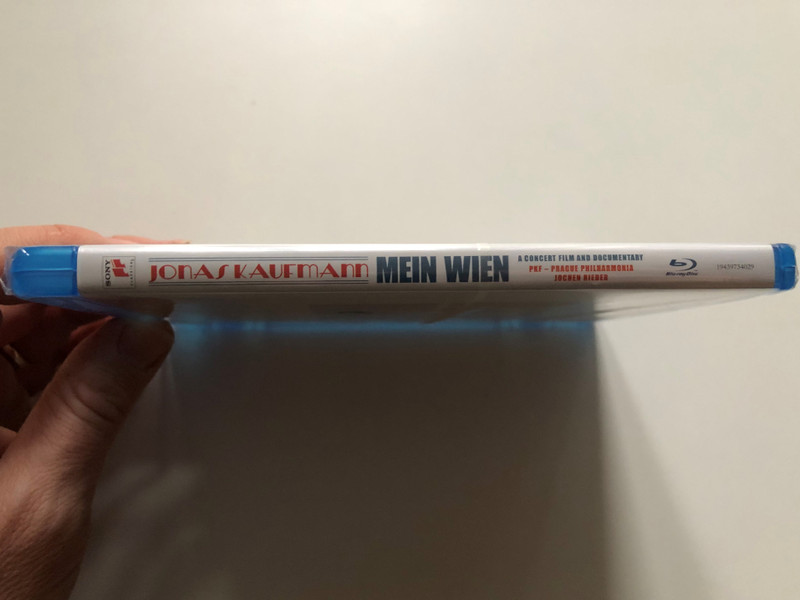 SONY
CLASSICAL
JONAS KAUFMANN
MEIN WIEN
A CONCERT FILM AND DOCUMENTARY
PKF – PRAGUE PHILHARMONIA
JOCHEN RIEDER
Blu-ray Disc
19439734029